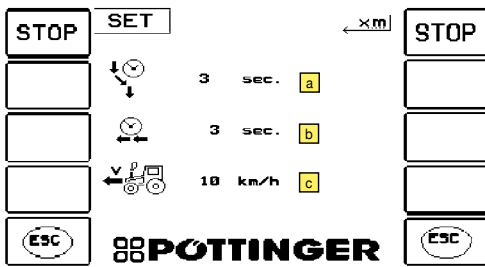 STOP
SET
xm
STOP
3 sec. a
3 sec. b
V
10 km/h c
ESC
PÖTTINGER
ESC